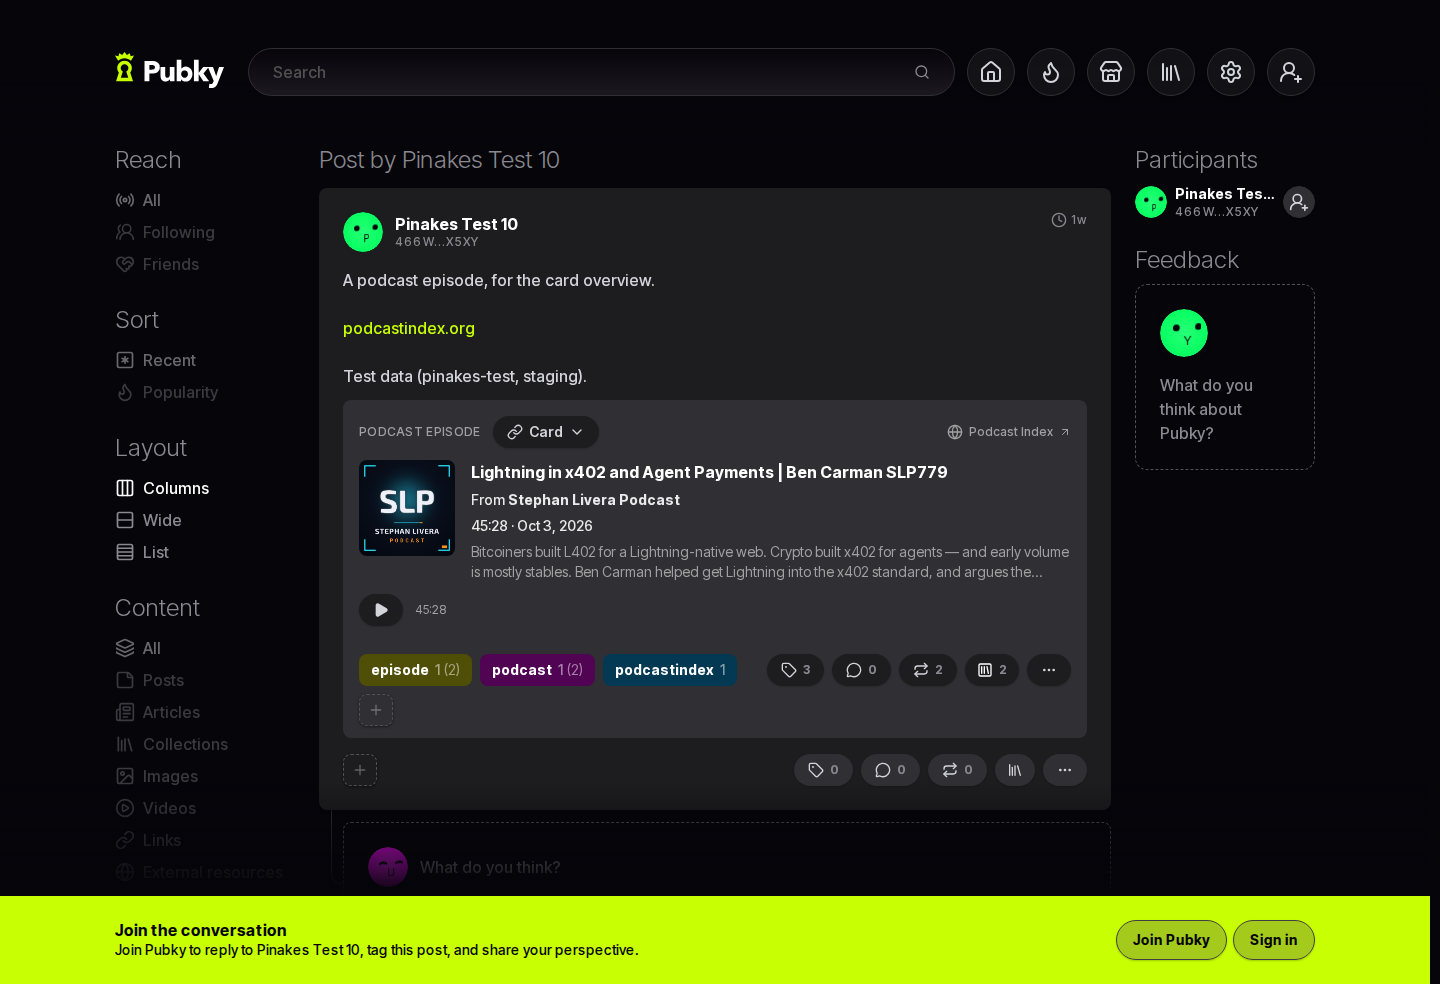 Pubky
Search
Reach
All
Following
Friends
Sort
Recent
Popularity
Layout
Columns
Wide
List
Content
All
Posts
Articles
Collections
Images
Videos
Links
External resources
Post by Pinakes Test 10
P
Pinakes Test 10
466W...X5XY
1w
A podcast episode, for the card overview.
podcastindex.org
Test data (pinakes-test, staging).
PODCAST EPISODE
Card
Podcast Index
SLP
STEPHAN LIVERA
PODCAST
Lightning in x402 and Agent Payments | Ben Carman SLP779
From Stephan Livera Podcast
45:28 · Oct 3, 2026
Bitcoiners built L402 for a Lightning-native web. Crypto built x402 for agents — and early volume
is mostly stables. Ben Carman helped get Lightning into the x402 standard, and argues the...
45:28
episode 1 (2)
podcast 1 (2)
podcastindex 1
3
0
2
2
0
0
0
U
What do you think?
Participants
P
Pinakes Tes...
466W...X5XY
Feedback
Y
What do you
think about
Pubky?
Join the conversation
Join Pubky to reply to Pinakes Test 10, tag this post, and share your perspective.
Join Pubky
Sign in